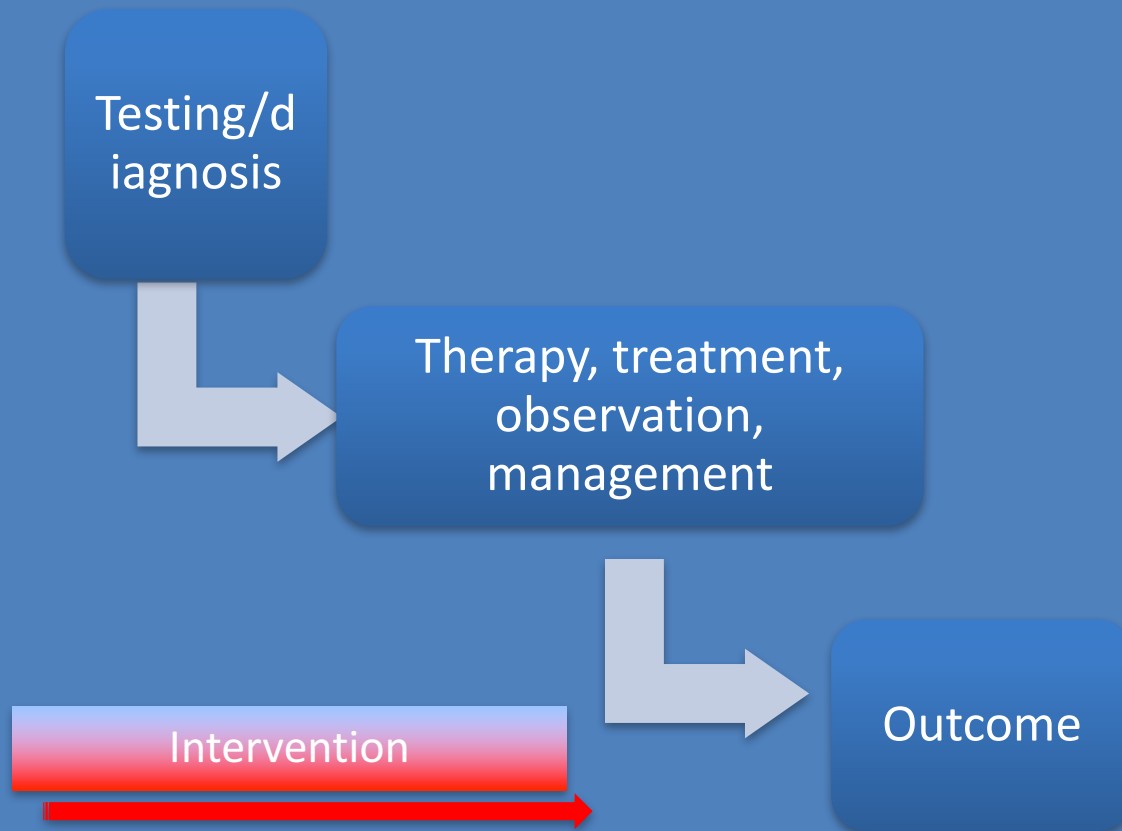 Testing/d
iagnosis
Therapy, treatment,
observation,
management
Intervention
Outcome